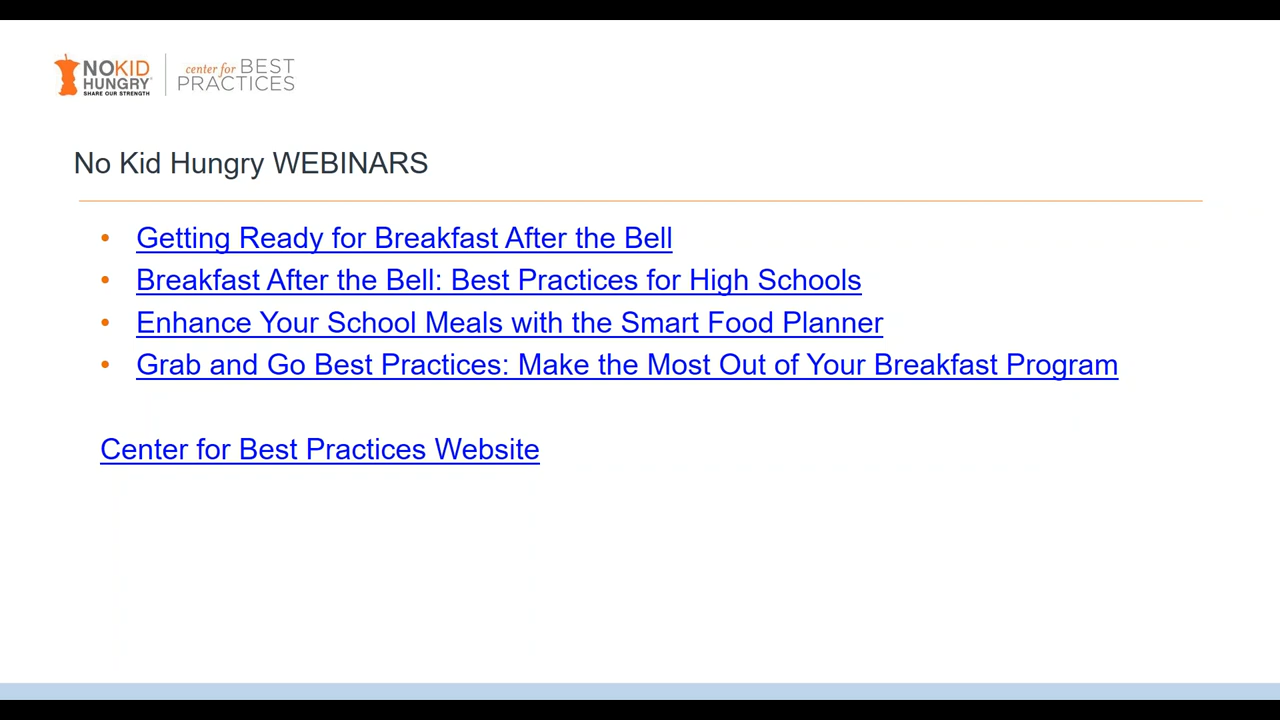 NOKID
HUNGRY
SHARE OUR STRENGTH
center for BEST
PRACTICES
No Kid Hungry WEBINARS
• Getting Ready for Breakfast After the Bell
• Breakfast After the Bell: Best Practices for High Schools
• Enhance Your School Meals with the Smart Food Planner
• Grab and Go Best Practices: Make the Most Out of Your Breakfast Program
Center for Best Practices Website